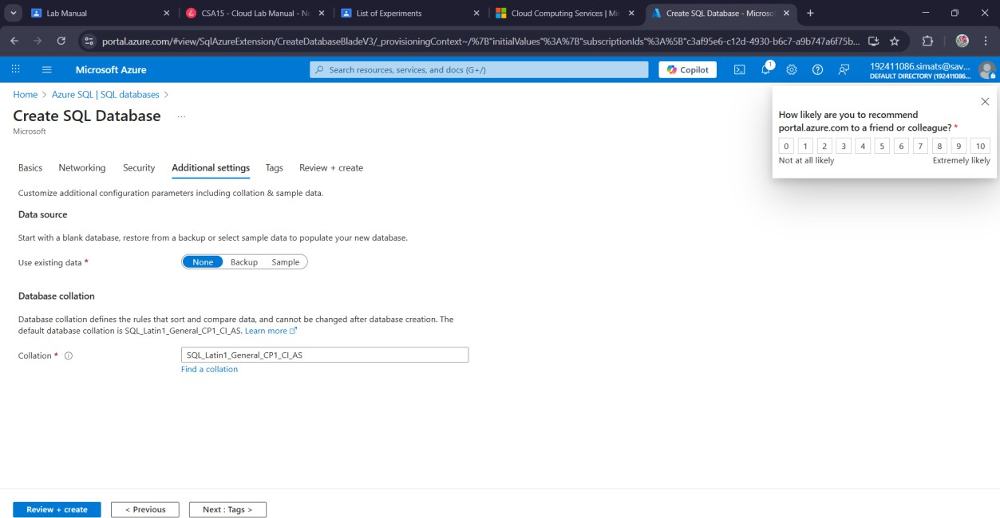 Lab Manual
CSA15 - Cloud Lab Manual - N
List of Experiments
Cloud Computing Services | Mi
Create SQL Database - Microsof
portal.azure.com/#view/SqlAzureExtension/CreateDatabaseBladeV3/_provisioningContext~/%7B"initialValues"%3A%7B"subscriptionIds"%3A%5B"c3af95e6-c12d-4930-b6c7-a9b747a6f75b...
Microsoft Azure
Search resources, services, and docs (G+/)
Copilot
1
192411086.simats@sav...
DEFAULT DIRECTORY (192411086...
Home > Azure SQL | SQL databases >
Create SQL Database ...
Microsoft
How likely are you to recommend
portal.azure.com to a friend or colleague? *
0 1 2 3 4 5 6 7 8 9 10
Not at all likely Extremely likely
Basics Networking Security Additional settings Tags Review + create
Customize additional configuration parameters including collation & sample data.
Data source
Start with a blank database, restore from a backup or select sample data to populate your new database.
Use existing data * None Backup Sample
Database collation
Database collation defines the rules that sort and compare data, and cannot be changed after database creation. The
default database collation is SQL_Latin1_General_CP1_CI_AS. Learn more
Collation * SQL_Latin1_General_CP1_CI_AS
Find a collation
Review + create < Previous Next : Tags >